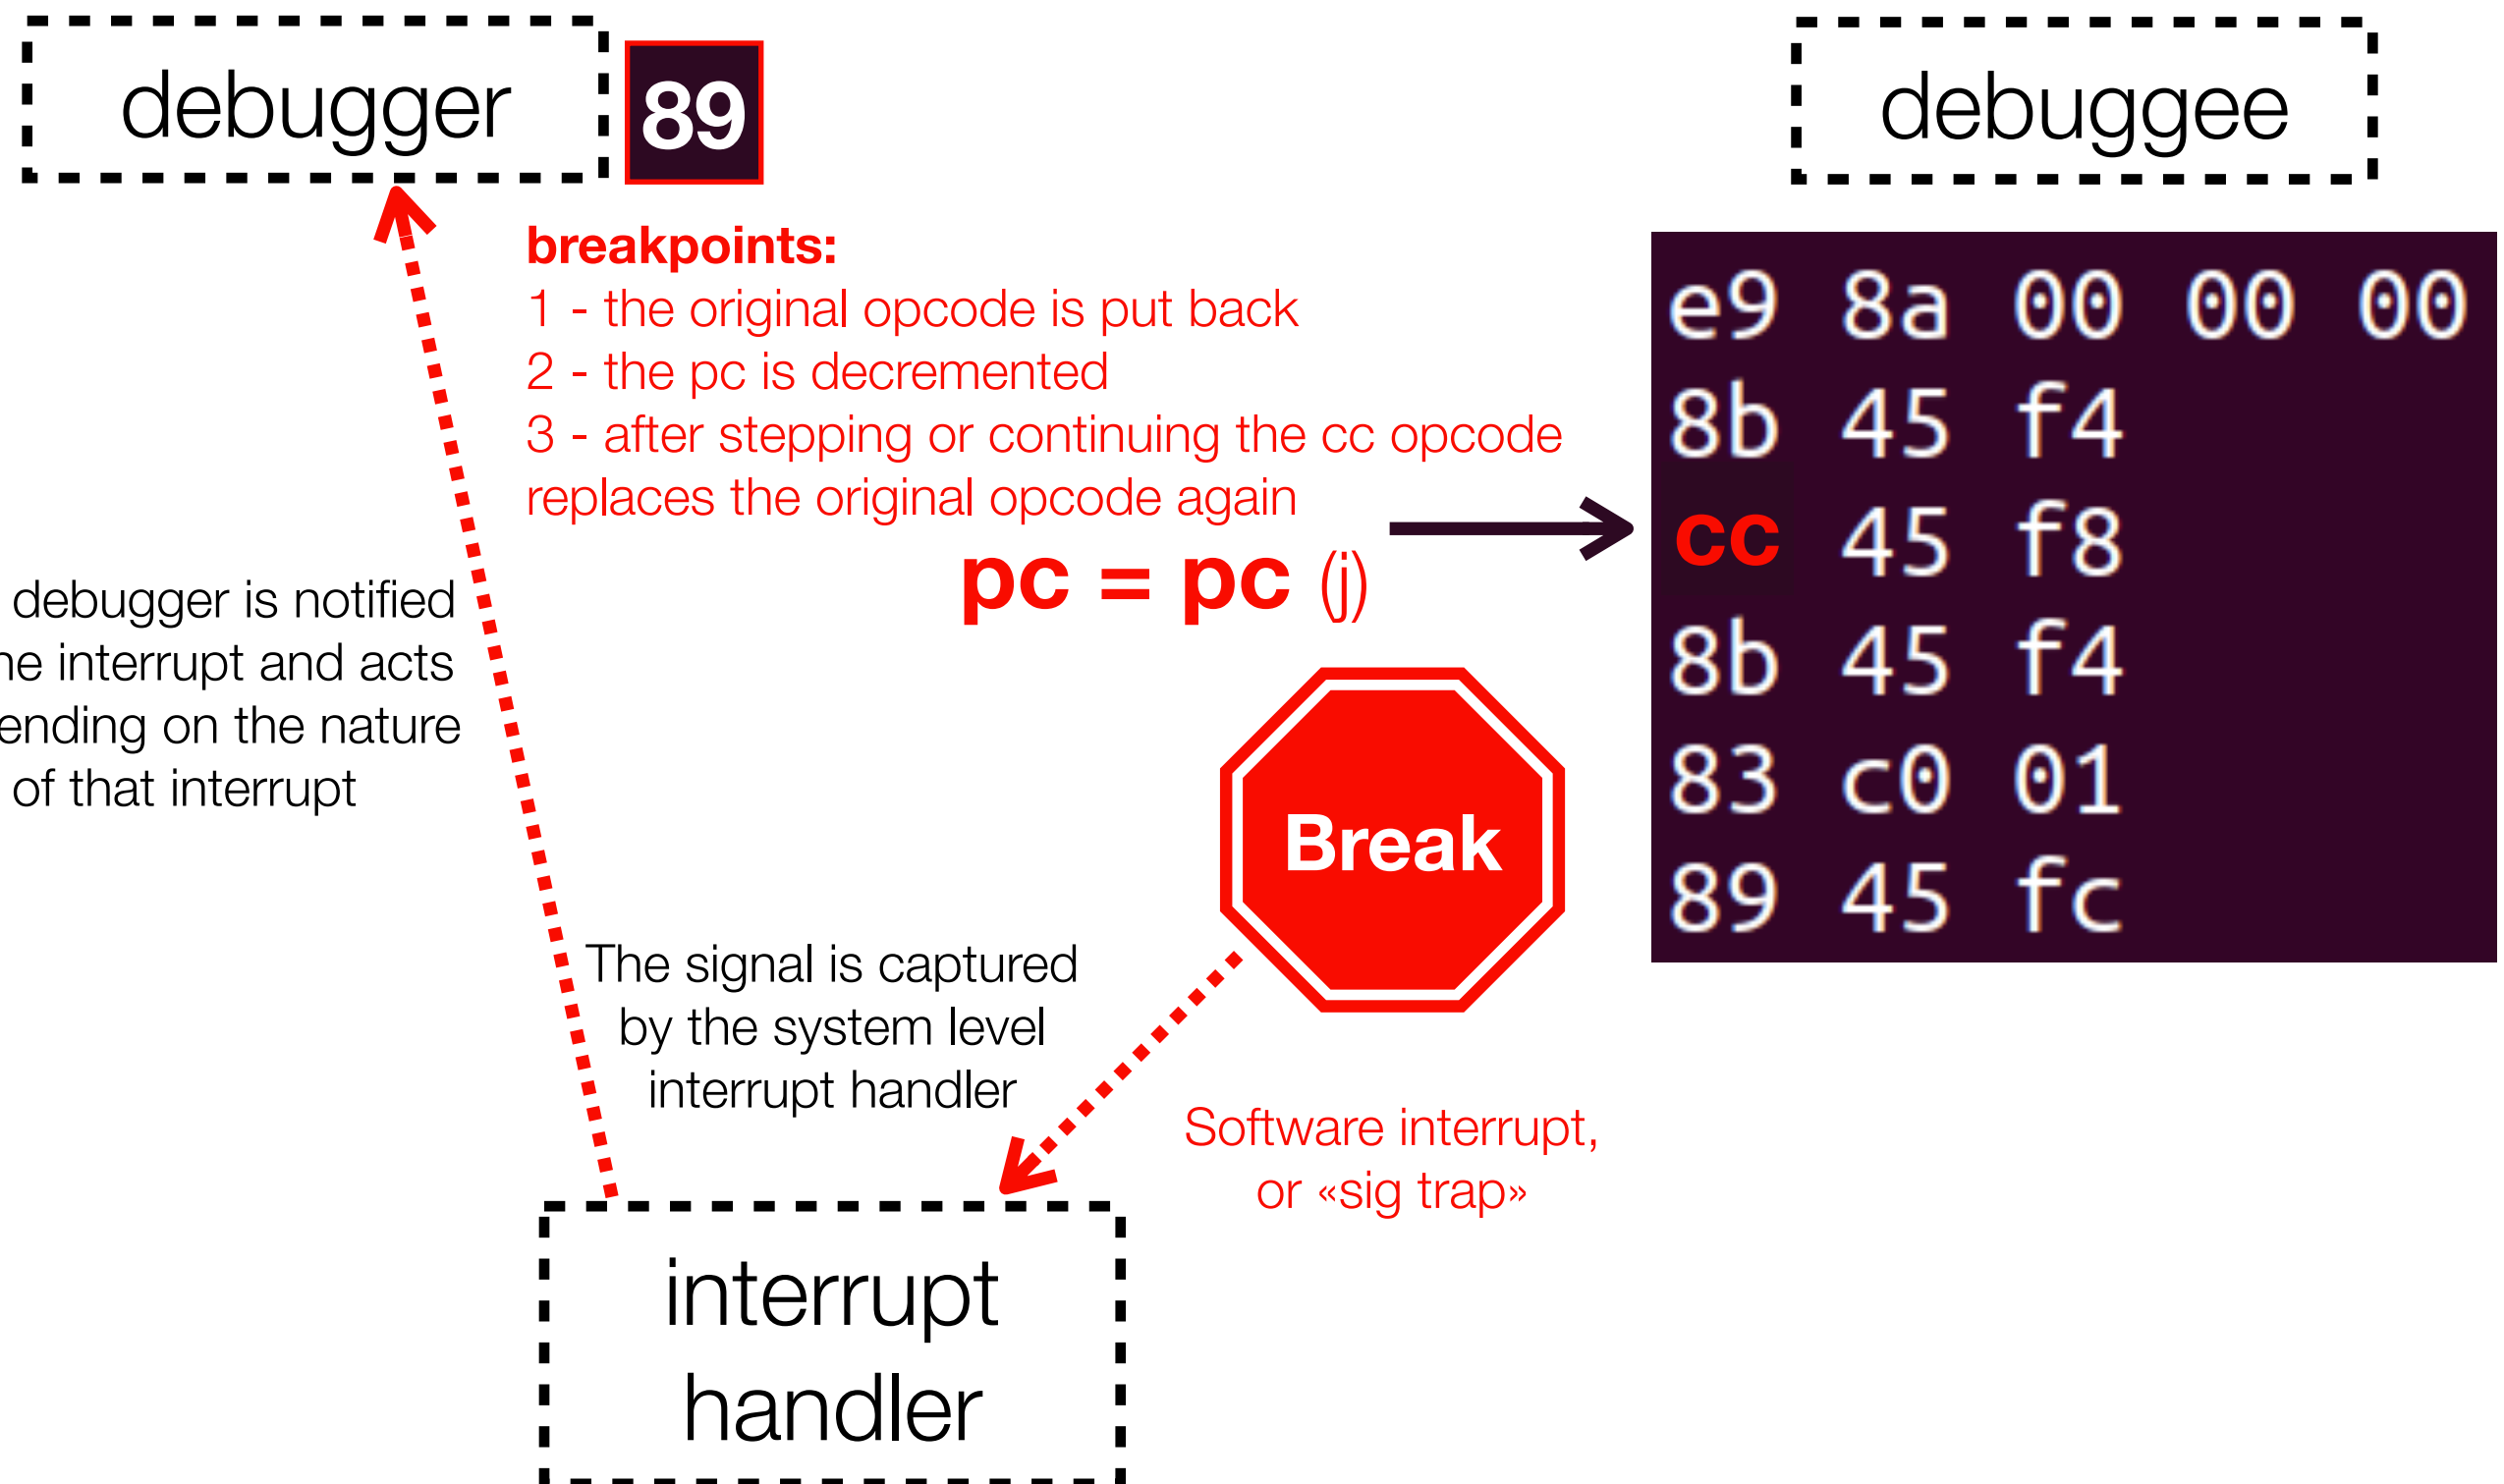 debugger
89
debuggee
breakpoints:
1 - the original opcode is put back
2 - the pc is decremented
3 - after stepping or continuing the cc opcode
replaces the original opcode again
pc = pc (j)
e9 8a 00 00 00
8b 45 f4
cc 45 f8
8b 45 f4
83 c0 01
89 45 fc
debugger is notified
interrupt and acts
on the nature
of that interrupt
Break
The signal is captured
by the system level
interrupt handler
Software interrupt,
or «sig trap»
interrupt
handler